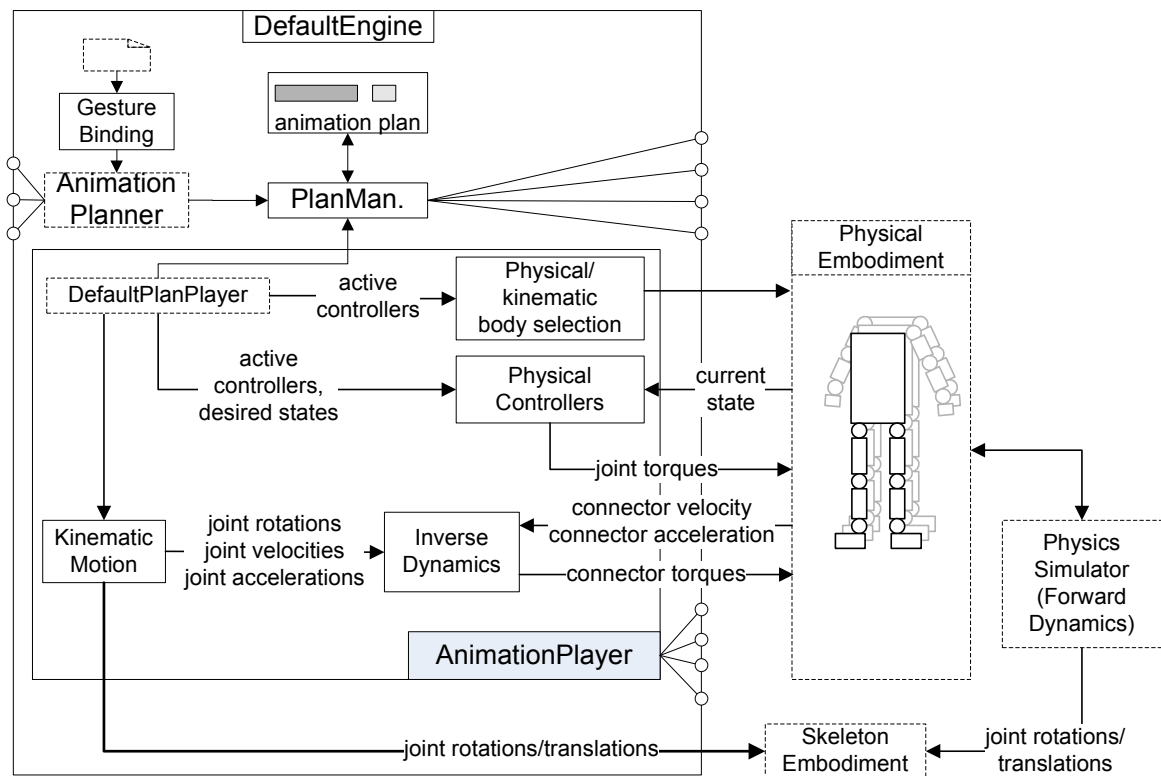 DefaultEngine
Gesture
Binding
animation plan
Animation
Planner
PlanMan.
Physical
Embodiment
DefaultPlanPlayer
active
controllers
Physical/
kinematic
body selection
active
controllers,
desired states
Physical
Controllers
current
state
joint torques
Kinematic
Motion
joint rotations
joint velocities
joint accelerations
Inverse
Dynamics
connector velocity
connector acceleration
connector torques
Physics
Simulator
(Forward
Dynamics)
AnimationPlayer
joint rotations/translations
Skeleton
Embodiment
joint rotations/
translations